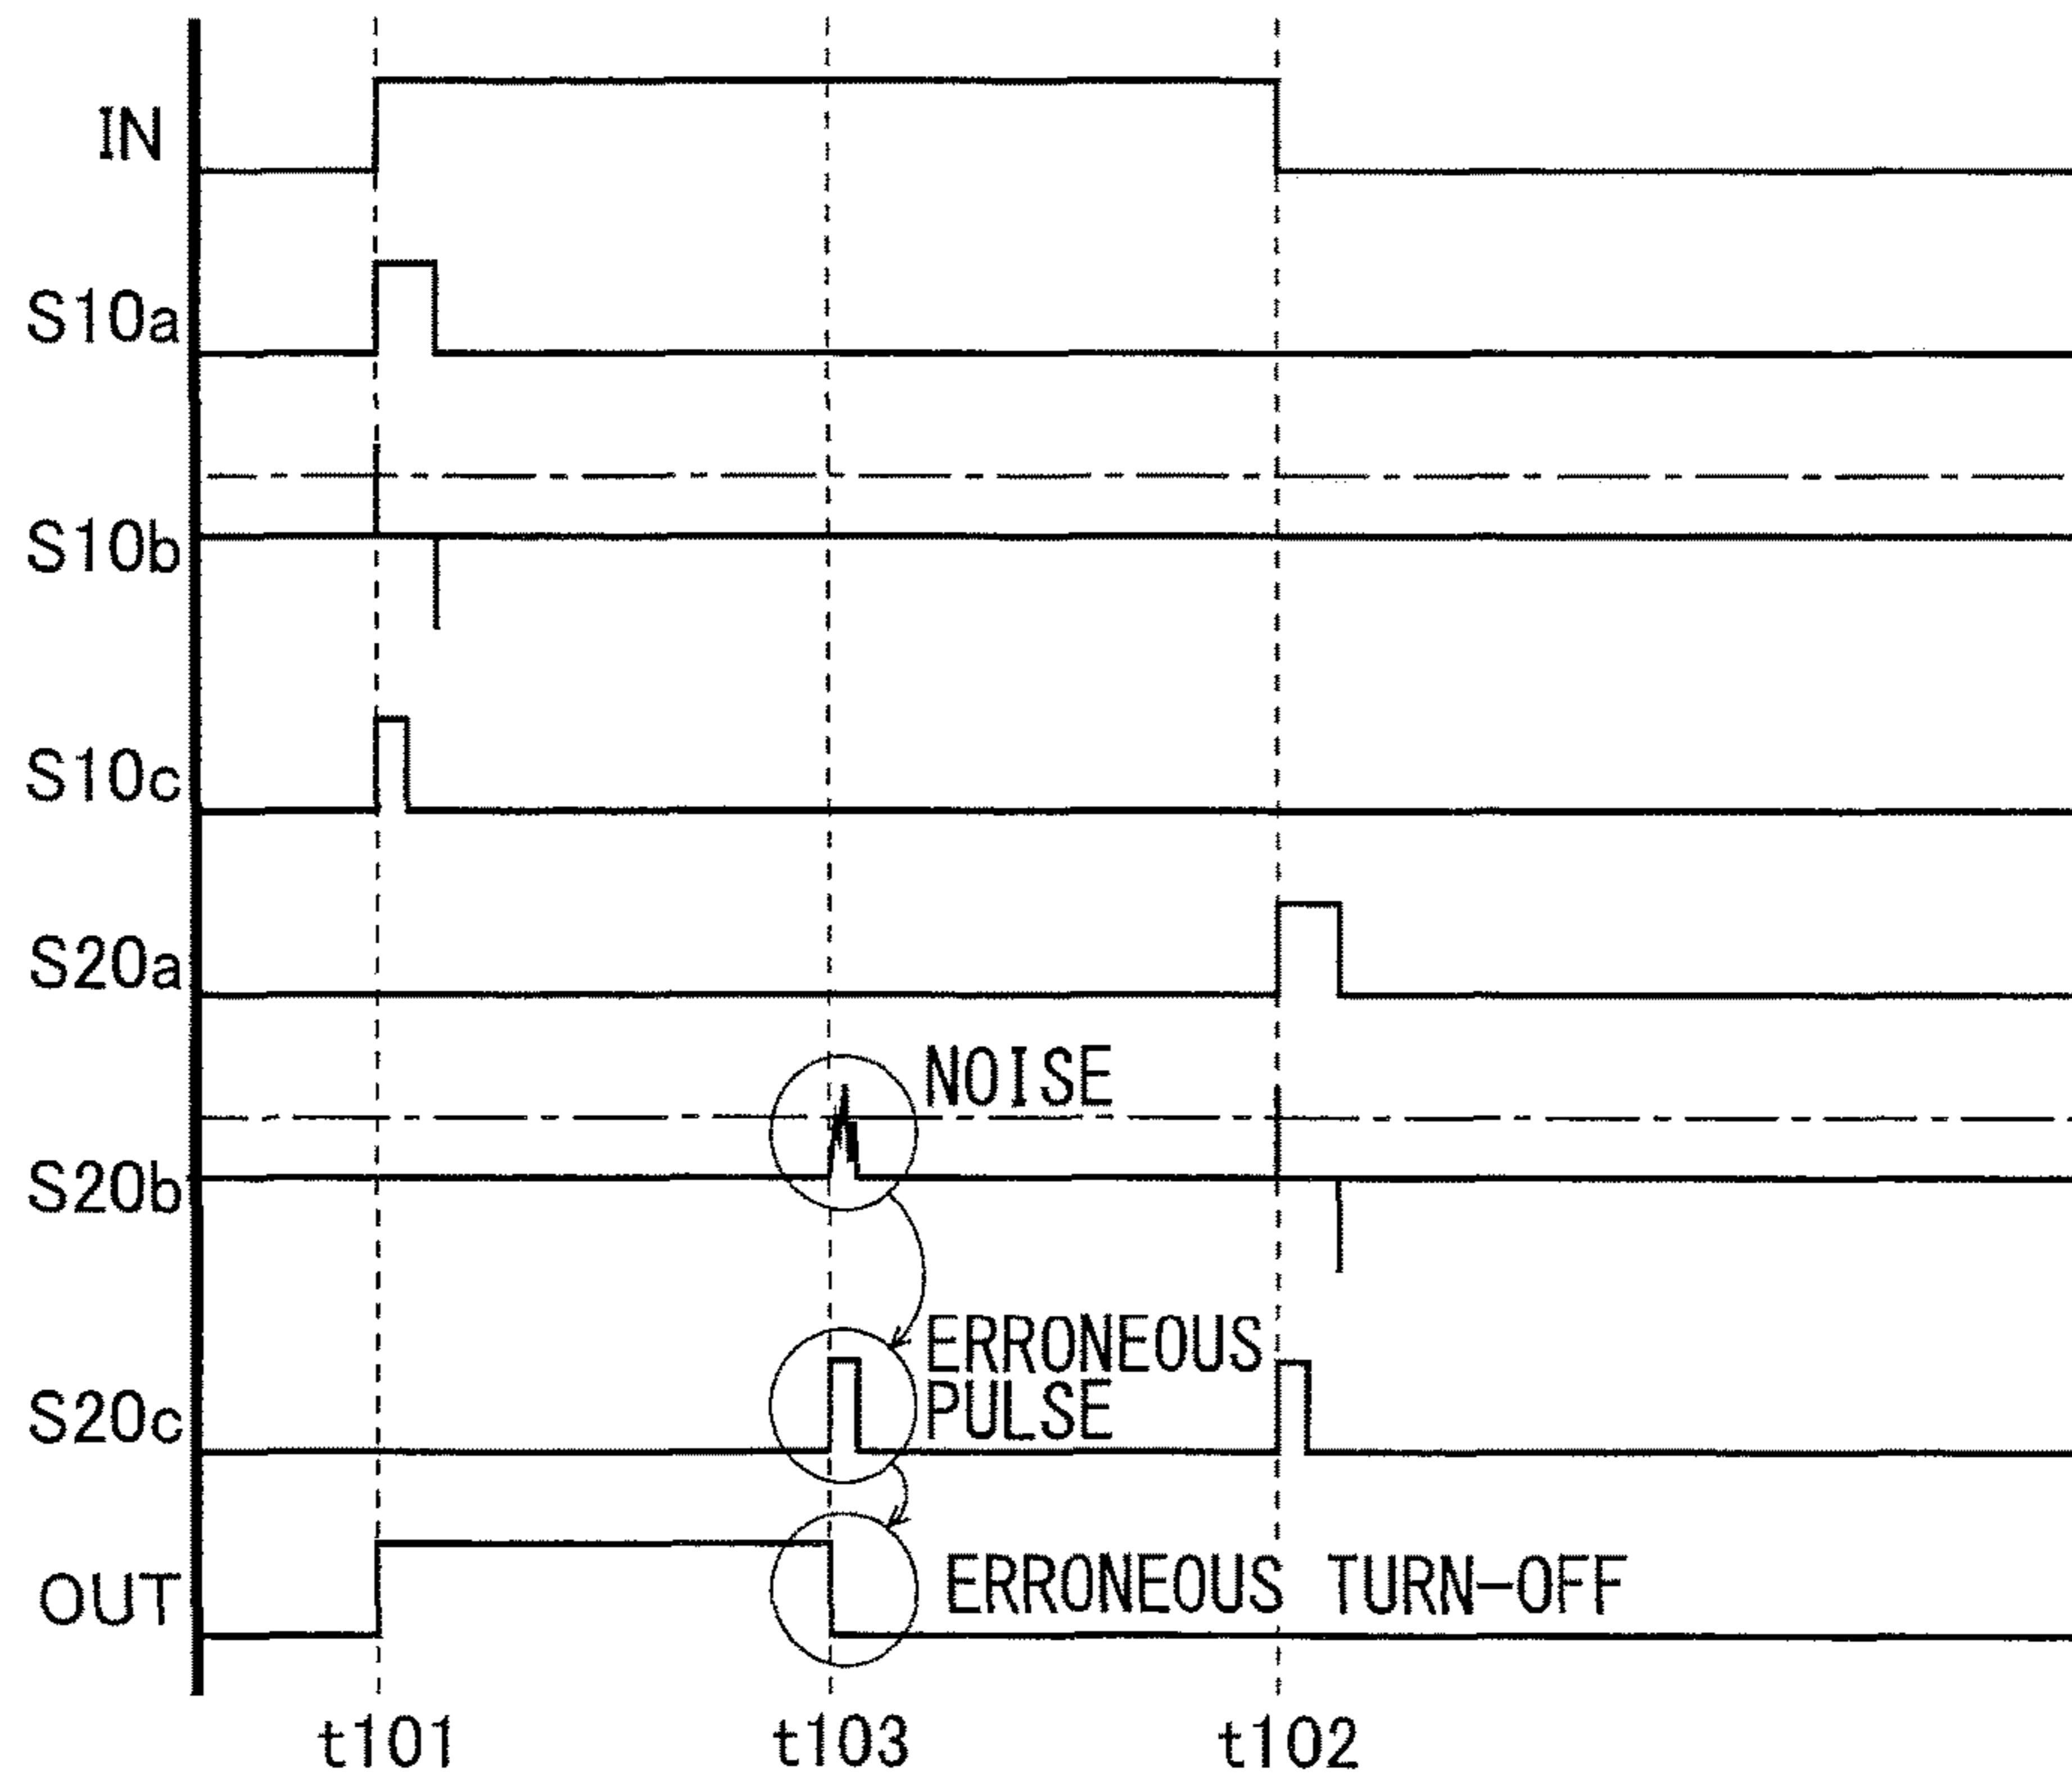 IN
S10a
S10b
S10c
S20a
NOISE
S20b
ERRONEOUS
PULSE
S20c
OUT
ERRONEOUS TURN-OFF
t101
t103
t102